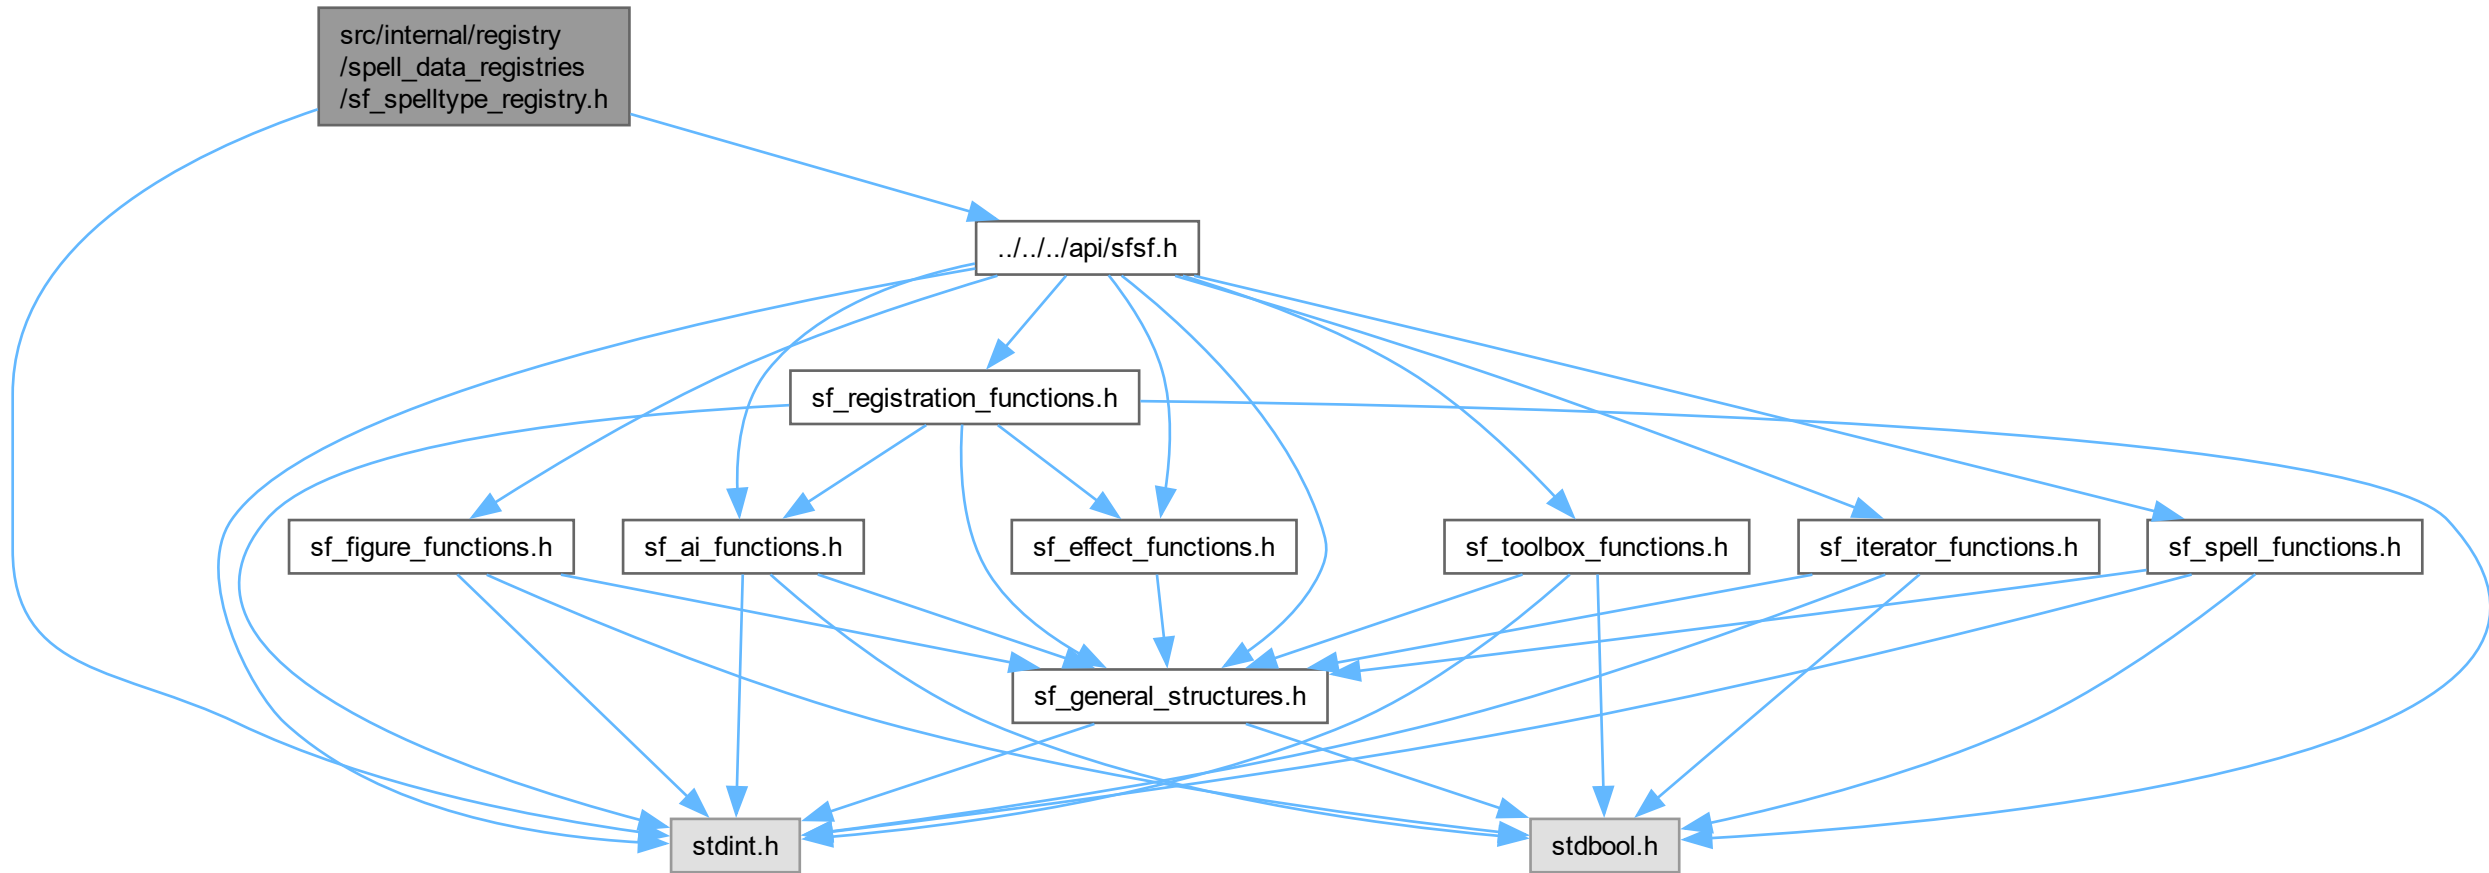 src/internal/registry
/spell_data_registries
/sf_spelltype_registry.h
../../../api/sfsf.h
sf_registration_functions.h
sf_figure_functions.h
sf_ai_functions.h
sf_effect_functions.h
sf_toolbox_functions.h
sf_iterator_functions.h
sf_spell_functions.h
sf_general_structures.h
stdint.h
stdbool.h